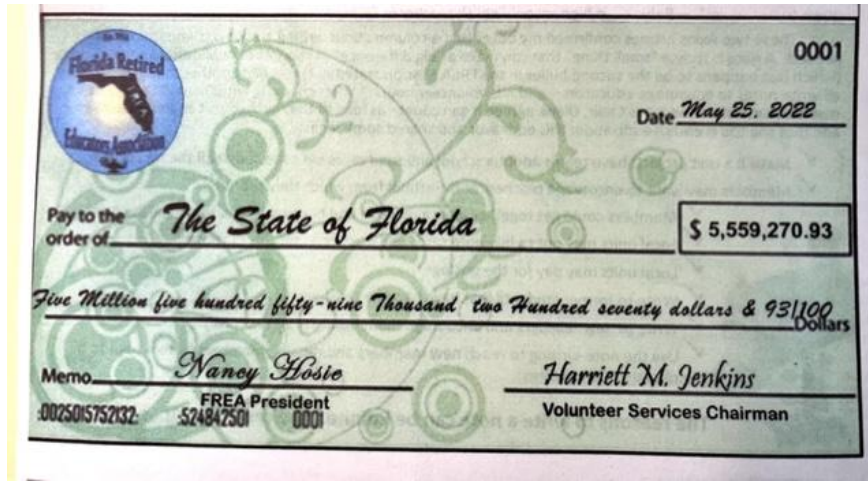 Est. 1955
Florida Retired
Educators Association
0001
Date May 25, 2022
Pay to the
order of The State of Florida
$ 5,559,270.93
Five Million five hundred fifty-nine Thousand two Hundred seventy dollars & 93/100
Dollars
Memo Nancy Hosie
Harriett M. Jenkins
FREA President
Volunteer Services Chairman
:0025015752132: :524842501 0001